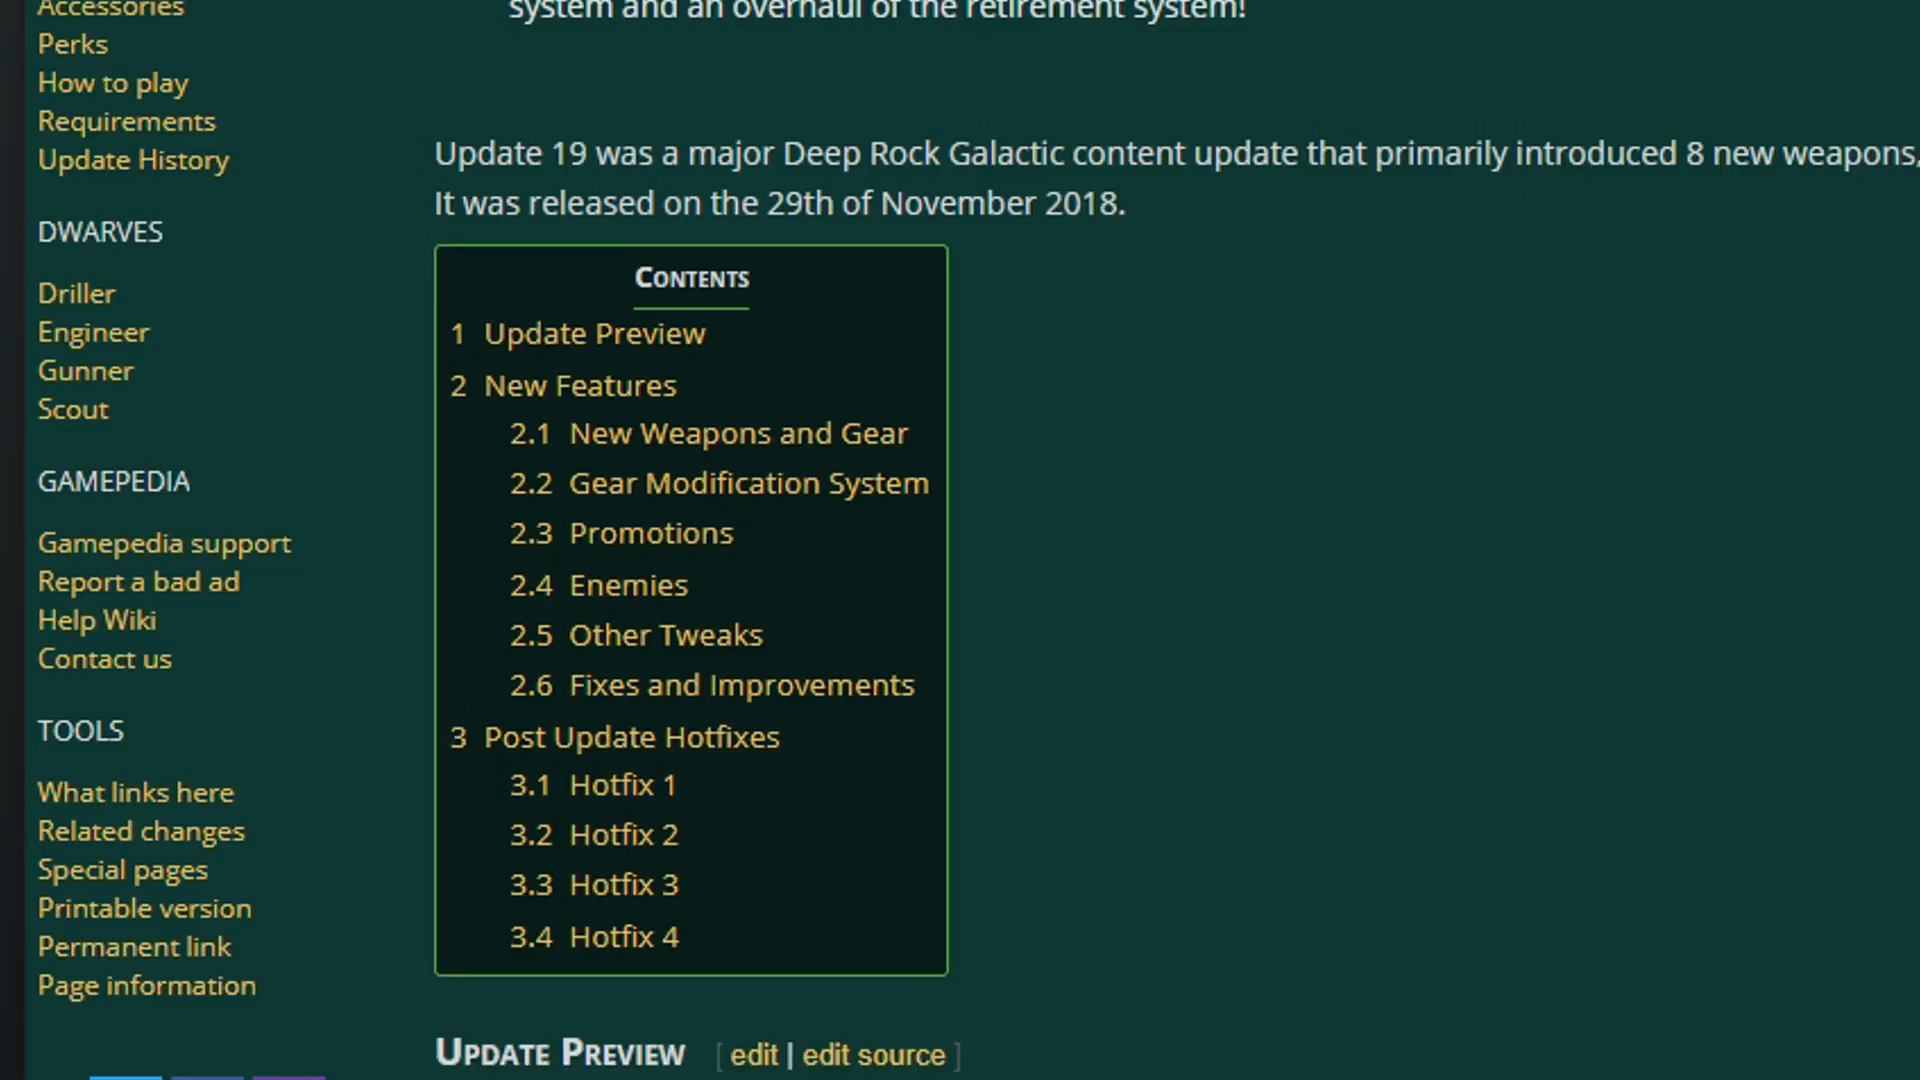 Accessories
Perks
How to play
Requirements
Update History
DWARVES
Driller
Engineer
Gunner
Scout
GAMEPEDIA
Gamepedia support
Report a bad ad
Help Wiki
Contact us
TOOLS
What links here
Related changes
Special pages
Printable version
Permanent link
Page information
system and an overhaul of the retirement system!
Update 19 was a major Deep Rock Galactic content update that primarily introduced 8 new weapons,
It was released on the 29th of November 2018.
CONTENTS
1 Update Preview
2 New Features
2.1 New Weapons and Gear
2.2 Gear Modification System
2.3 Promotions
2.4 Enemies
2.5 Other Tweaks
2.6 Fixes and Improvements
3 Post Update Hotfixes
3.1 Hotfix 1
3.2 Hotfix 2
3.3 Hotfix 3
3.4 Hotfix 4
UPDATE PREVIEW [ edit | edit source ]